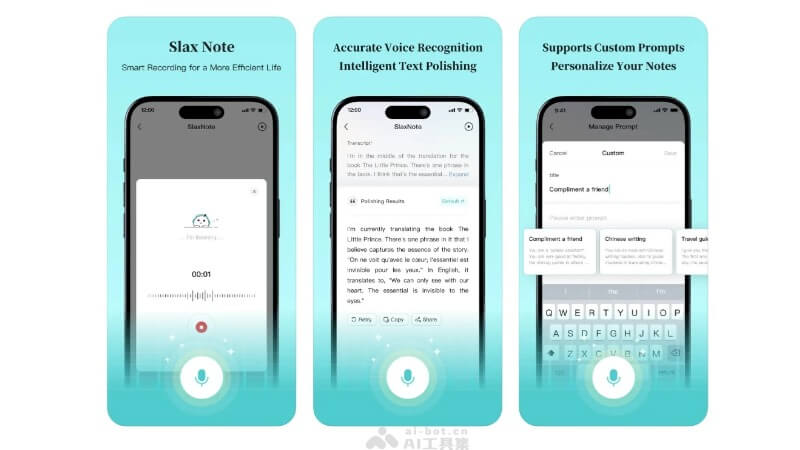 Slax Note
Smart Recording for a More Efficient Life
12:00
SlaxNote
00:01
Accurate Voice Recognition
Intelligent Text Polishing
12:00
SlaxNote
Transcript
I'm in the middle of the translation for the
book The Little Prince. There's one phrase in
the book. I think that's the essential... Expand
Polishing Results
Default
I'm currently translating the book The
Little Prince. There's one phrase in it that I
believe captures the essence of the story.
"On ne voit qu'avec le cœur; l'essentiel est
invisible pour les yeux." In English, it
translates to, "We can only see with our
heart. The essential is invisible to the
eyes."
Retry Copy Share
Supports Custom Prompts
Personalize Your Notes
9:41
Manage Prompt
Cancel Custom Save
title
Compliment a friend
Please enter prompt
Compliment a friend
Chinese writing
Travel guid
I the I'm
Q W E R T Y U I O P
A S D F G H J K L
Z X C V B N M
ai-bot.cn
AI工具集